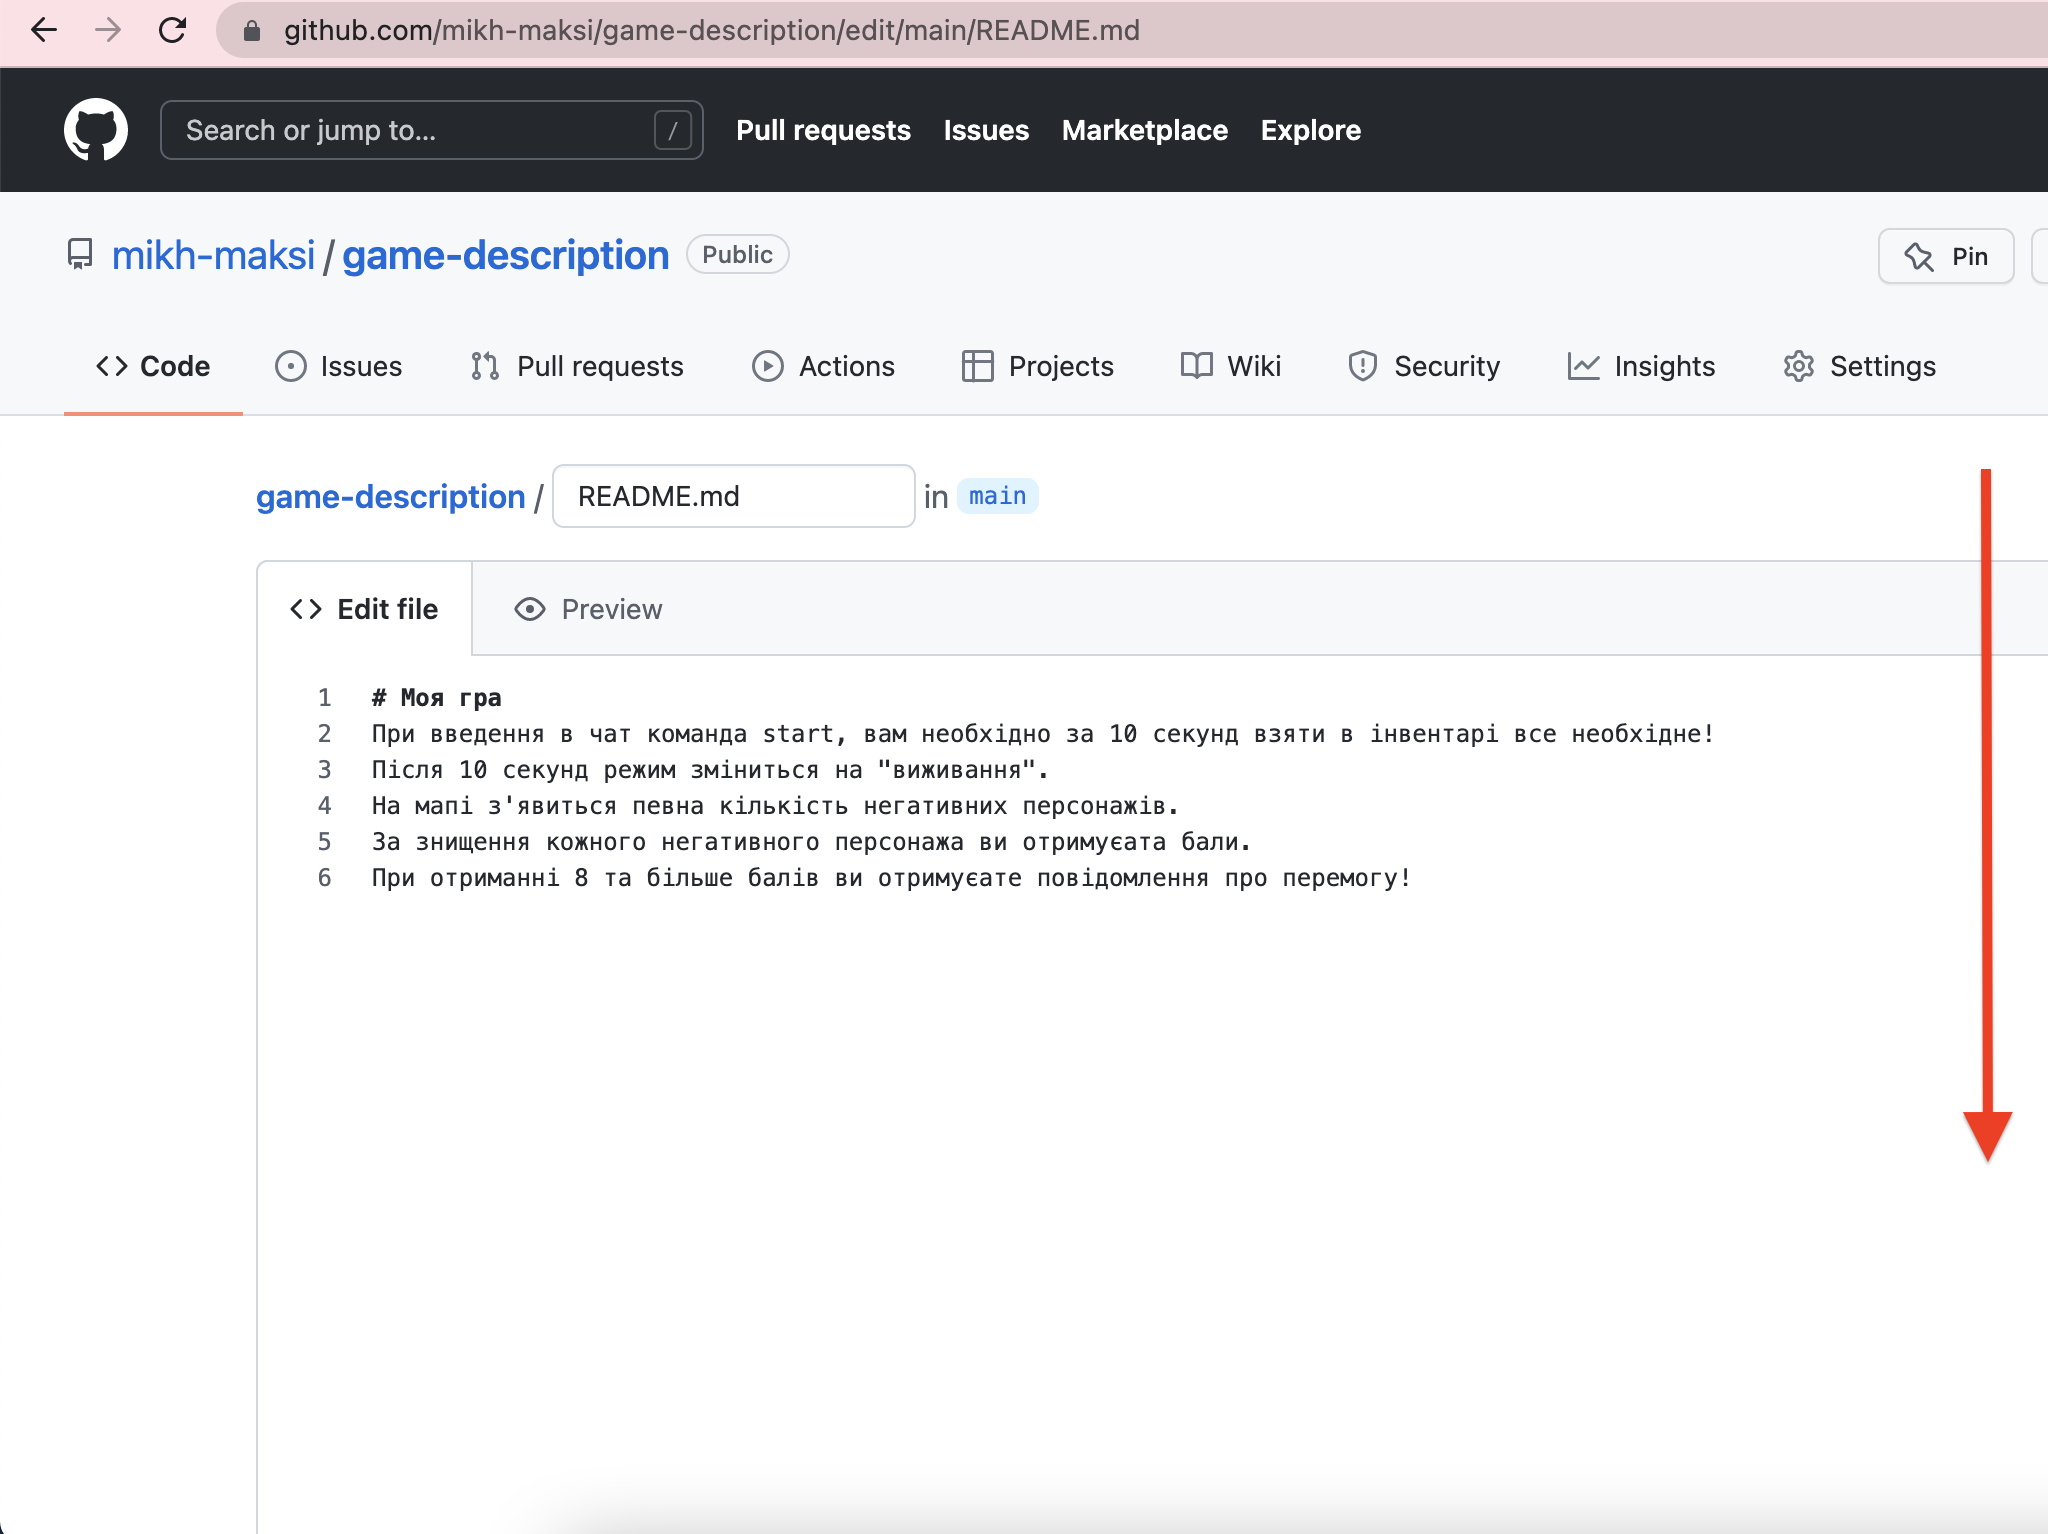 github.com/mikh-maksi/game-description/edit/main/README.md
Search or jump to... /
Pull requests Issues Marketplace Explore
mikh-maksi / game-description Public
Pin
Code Issues Pull requests Actions Projects Wiki Security Insights Settings
game-description / README.md in main
Edit file Preview
1 # Моя гра
2 При введення в чат команда start, вам необхідно за 10 секунд взяти в інвентарі все необхідне!
3 Після 10 секунд режим зміниться на "виживання".
4 На мапі з'явиться певна кількість негативних персонажів.
5 За знищення кожного негативного персонажа ви отримуєата бали.
6 При отриманні 8 та більше балів ви отримуєате повідомлення про перемогу!